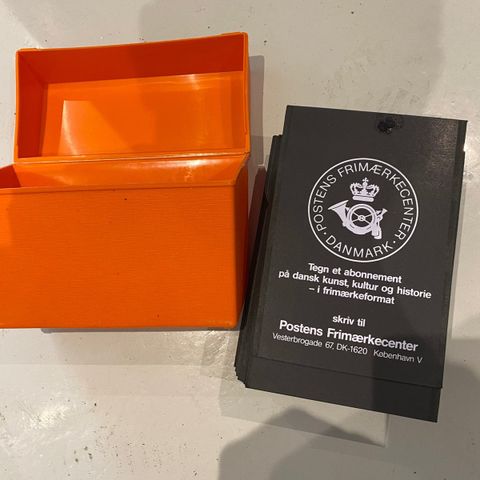 · POSTENS FRIMÆRKECENTER ·
DANMARK
Tegn et abonnement
på dansk kunst, kultur og historie
– i frimærkeformat
skriv til
Postens Frimærkecenter
Vesterbrogade 67, DK-1620 København V